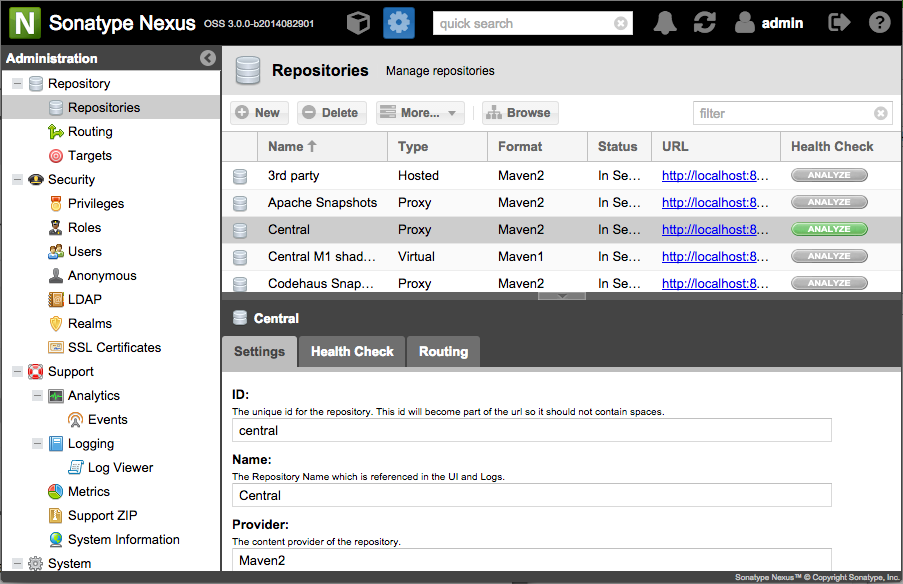 N Sonatype Nexus OSS 3.0.0-b2014082901 quick search admin ?
Administration
Repository
Repositories
Routing
Targets
Security
Privileges
Roles
Users
Anonymous
LDAP
Realms
SSL Certificates
Support
Analytics
Events
Logging
Log Viewer
Metrics
Support ZIP
System Information
System
Repositories Manage repositories
New Delete More... Browse filter
Name Type Format Status URL Health Check
3rd party Hosted Maven2 In Se... http://localhost:8... ANALYZE
Apache Snapshots Proxy Maven2 In Se... http://localhost:8... ANALYZE
Central Proxy Maven2 In Se... http://localhost:8... ANALYZE
Central M1 shad... Virtual Maven1 In Se... http://localhost:8... ANALYZE
Codehaus Snap... Proxy Maven2 In Se... http://localhost:8... ANALYZE
Central
Settings Health Check Routing
ID:
The unique id for the repository. This id will become part of the url so it should not contain spaces.
central
Name:
The Repository Name which is referenced in the UI and Logs.
Central
Provider:
The content provider of the repository.
Maven2
Sonatype Nexus™ © Copyright Sonatype, Inc.